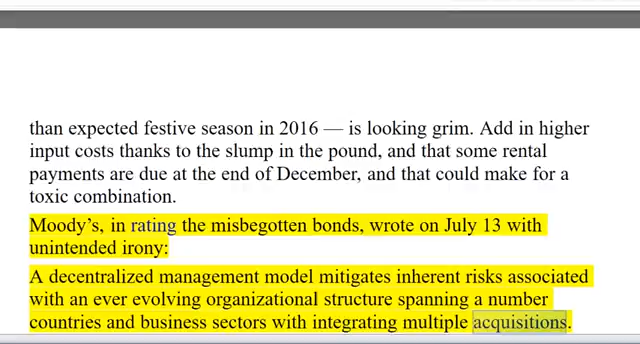 than expected festive season in 2016 — is looking grim. Add in higher
input costs thanks to the slump in the pound, and that some rental
payments are due at the end of December, and that could make for a
toxic combination.
Moody's, in rating the misbegotten bonds, wrote on July 13 with
unintended irony:
A decentralized management model mitigates inherent risks associated
with an ever evolving organizational structure spanning a number
countries and business sectors with integrating multiple acquisitions.